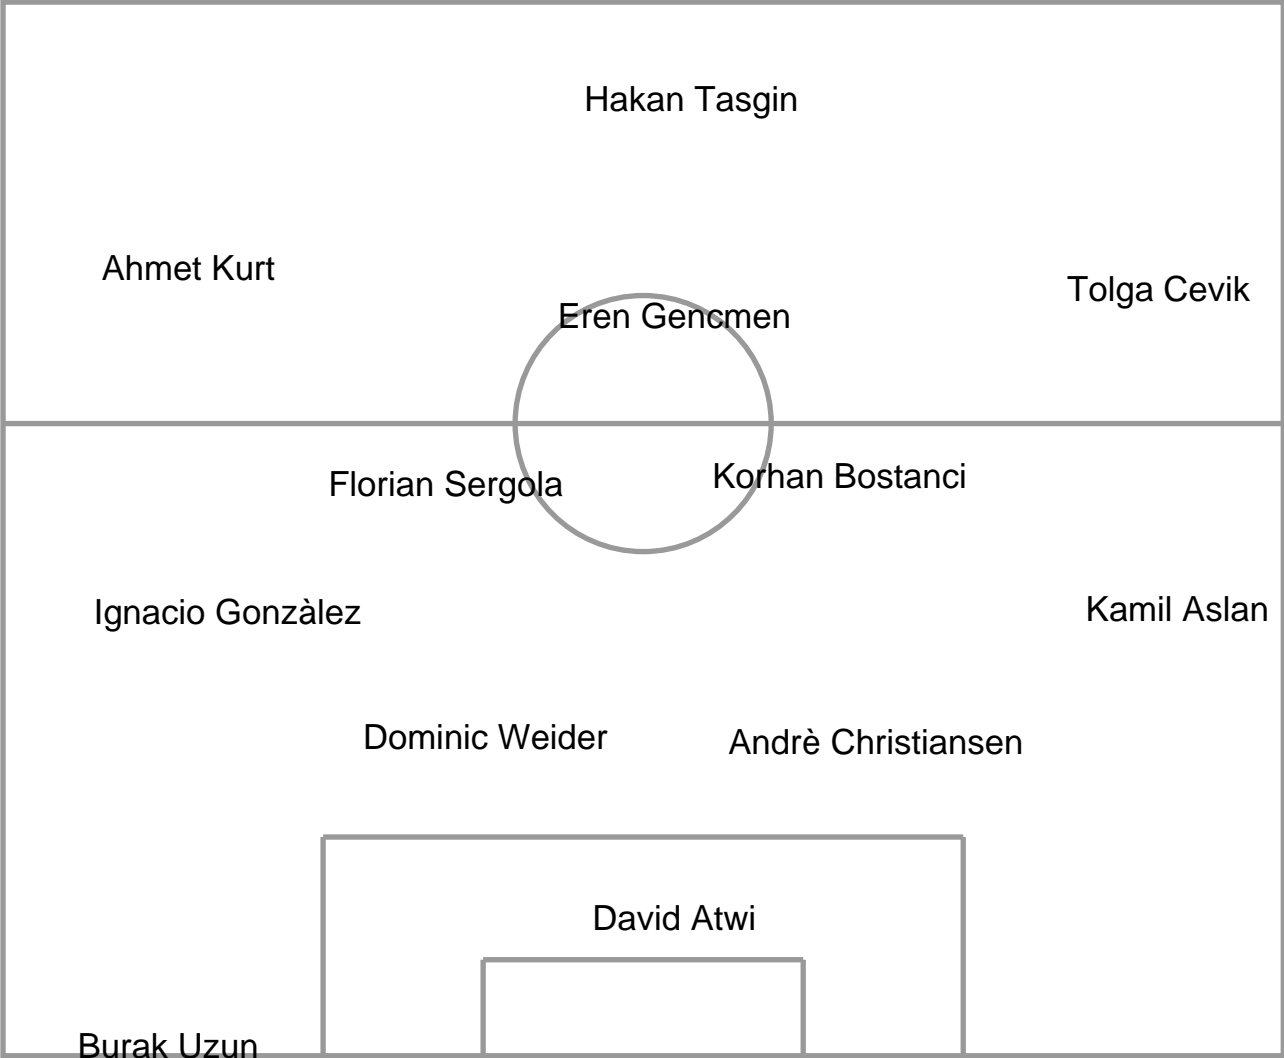 Hakan Tasgin
Ahmet Kurt
Tolga Cevik
Eren Gencmen
Florian Sergola
Korhan Bostanci
Ignacio Gonzàlez
Kamil Aslan
Dominic Weider
Andrè Christiansen
David Atwi
Burak Uzun